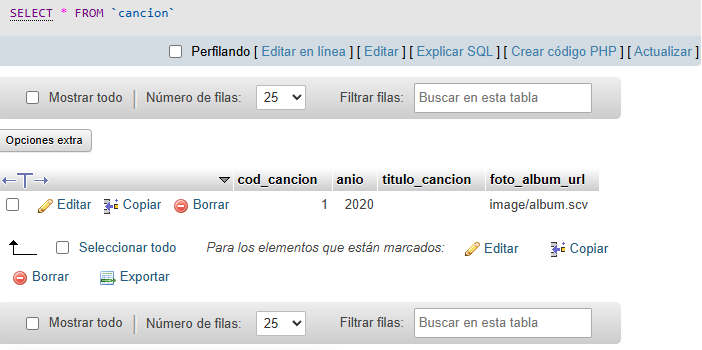 SELECT * FROM `cancion`
Perfilando [ Editar en línea ] [ Editar ] [ Explicar SQL ] [ Crear código PHP ] [ Actualizar ]
Mostrar todo | Número de filas: 25 Filtrar filas: Buscar en esta tabla
Opciones extra
←T→ cod_cancion anio titulo_cancion foto_album_url
Editar Copiar Borrar 1 2020 image/album.scv
Seleccionar todo Para los elementos que están marcados: Editar Copiar
Borrar Exportar
Mostrar todo | Número de filas: 25 Filtrar filas: Buscar en esta tabla